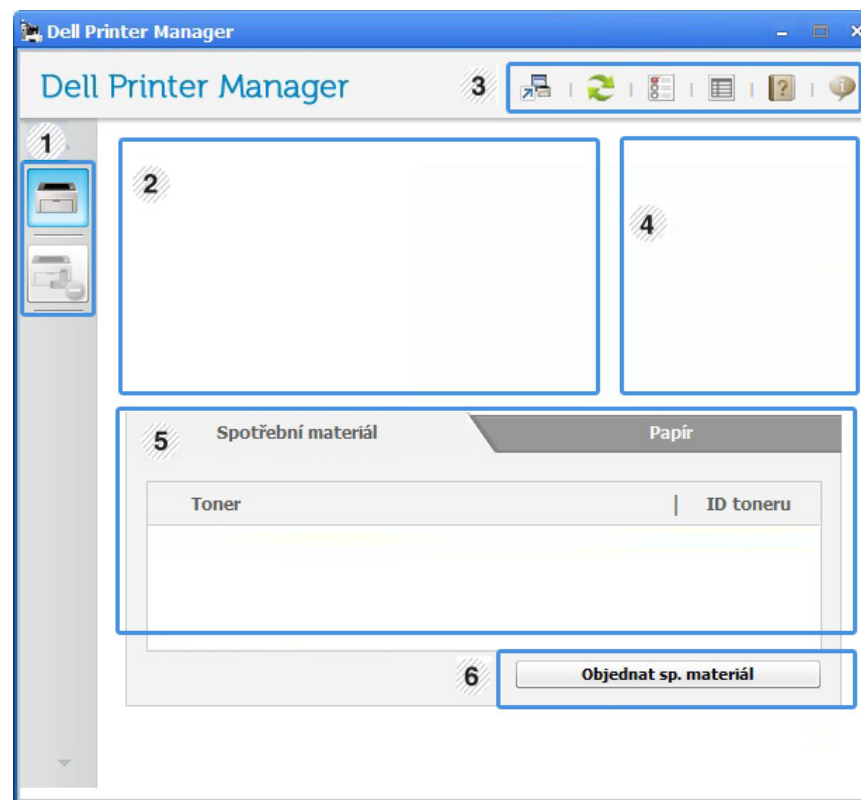 Dell Printer Manager
Dell Printer Manager
3
1
2
4
5
Spotřební materiál
Papír
Toner | ID toneru
6
Objednat sp. materiál